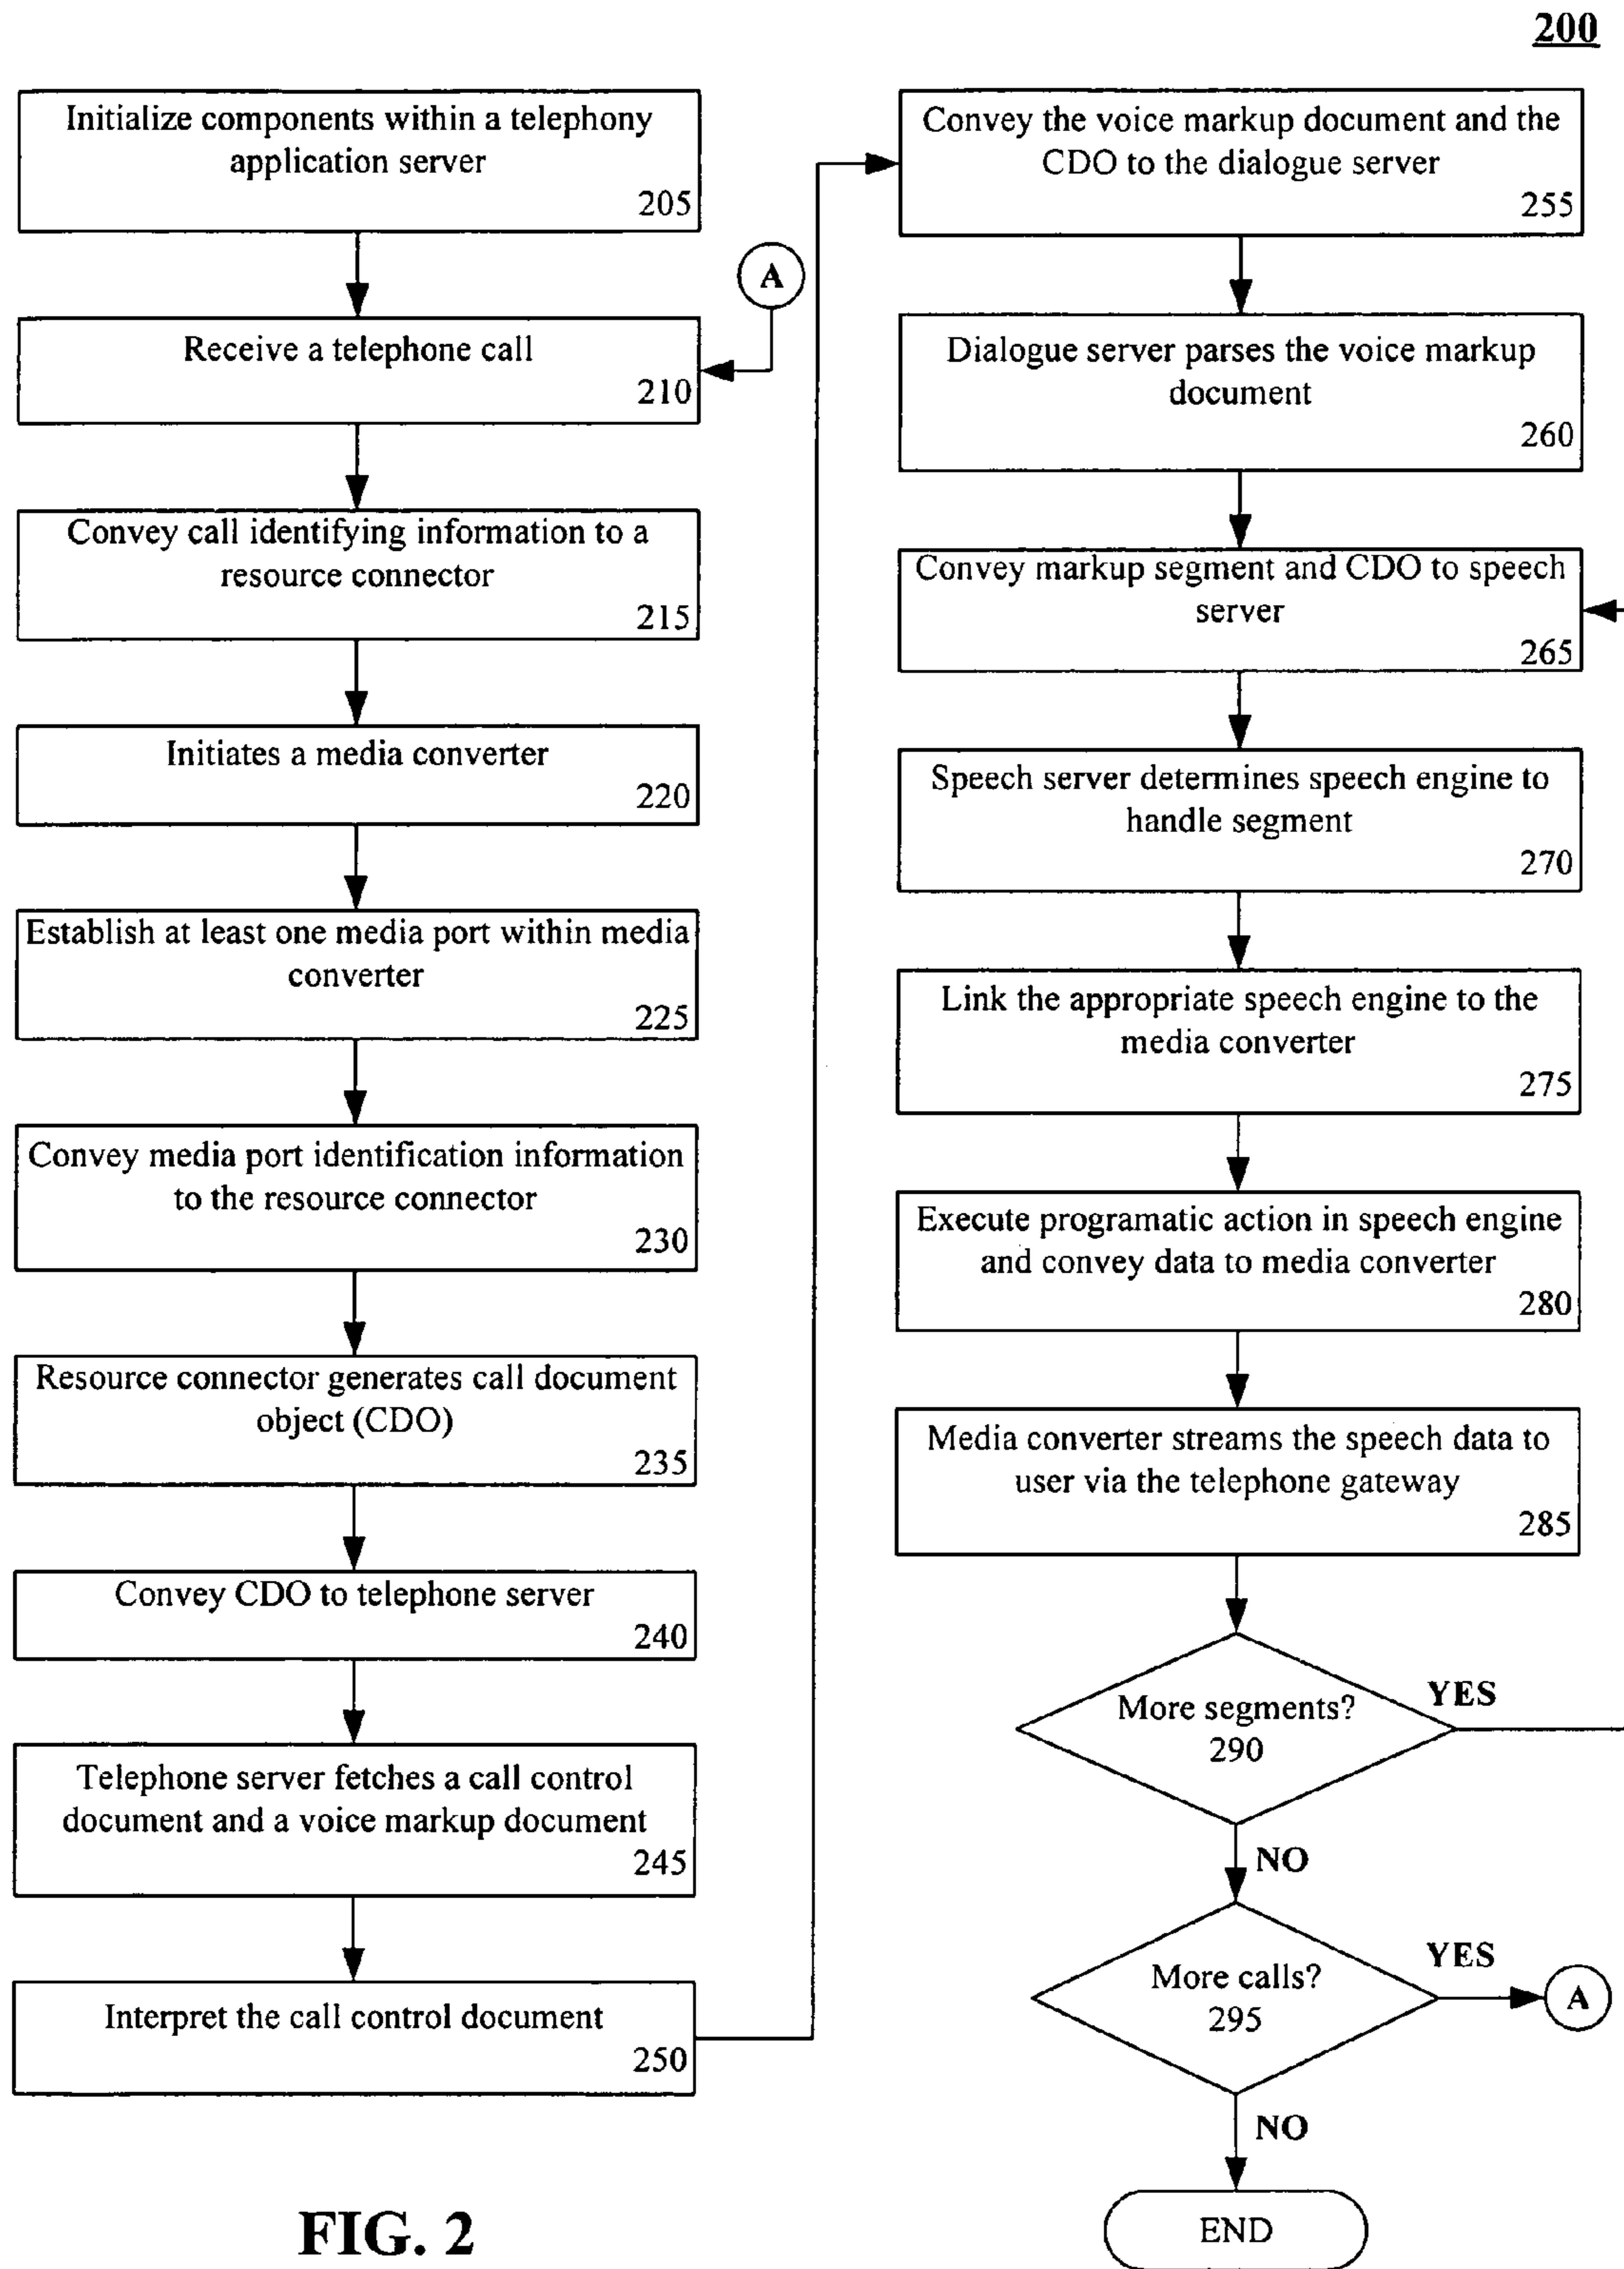 200
Initialize components within a telephony
application server
205
A
Receive a telephone call
210
Convey call identifying information to a
resource connector
215
Initiates a media converter
220
Establish at least one media port within media
converter
225
Convey media port identification information
to the resource connector
230
Resource connector generates call document
object (CDO)
235
Convey CDO to telephone server
240
Telephone server fetches a call control
document and a voice markup document
245
Interpret the call control document
250
Convey the voice markup document and the
CDO to the dialogue server
255
Dialogue server parses the voice markup
document
260
Convey markup segment and CDO to speech
server
265
Speech server determines speech engine to
handle segment
270
Link the appropriate speech engine to the
media converter
275
Execute programatic action in speech engine
and convey data to media converter
280
Media converter streams the speech data to
user via the telephone gateway
285
More segments?
290
YES
NO
More calls?
295
YES
A
NO
END
FIG. 2